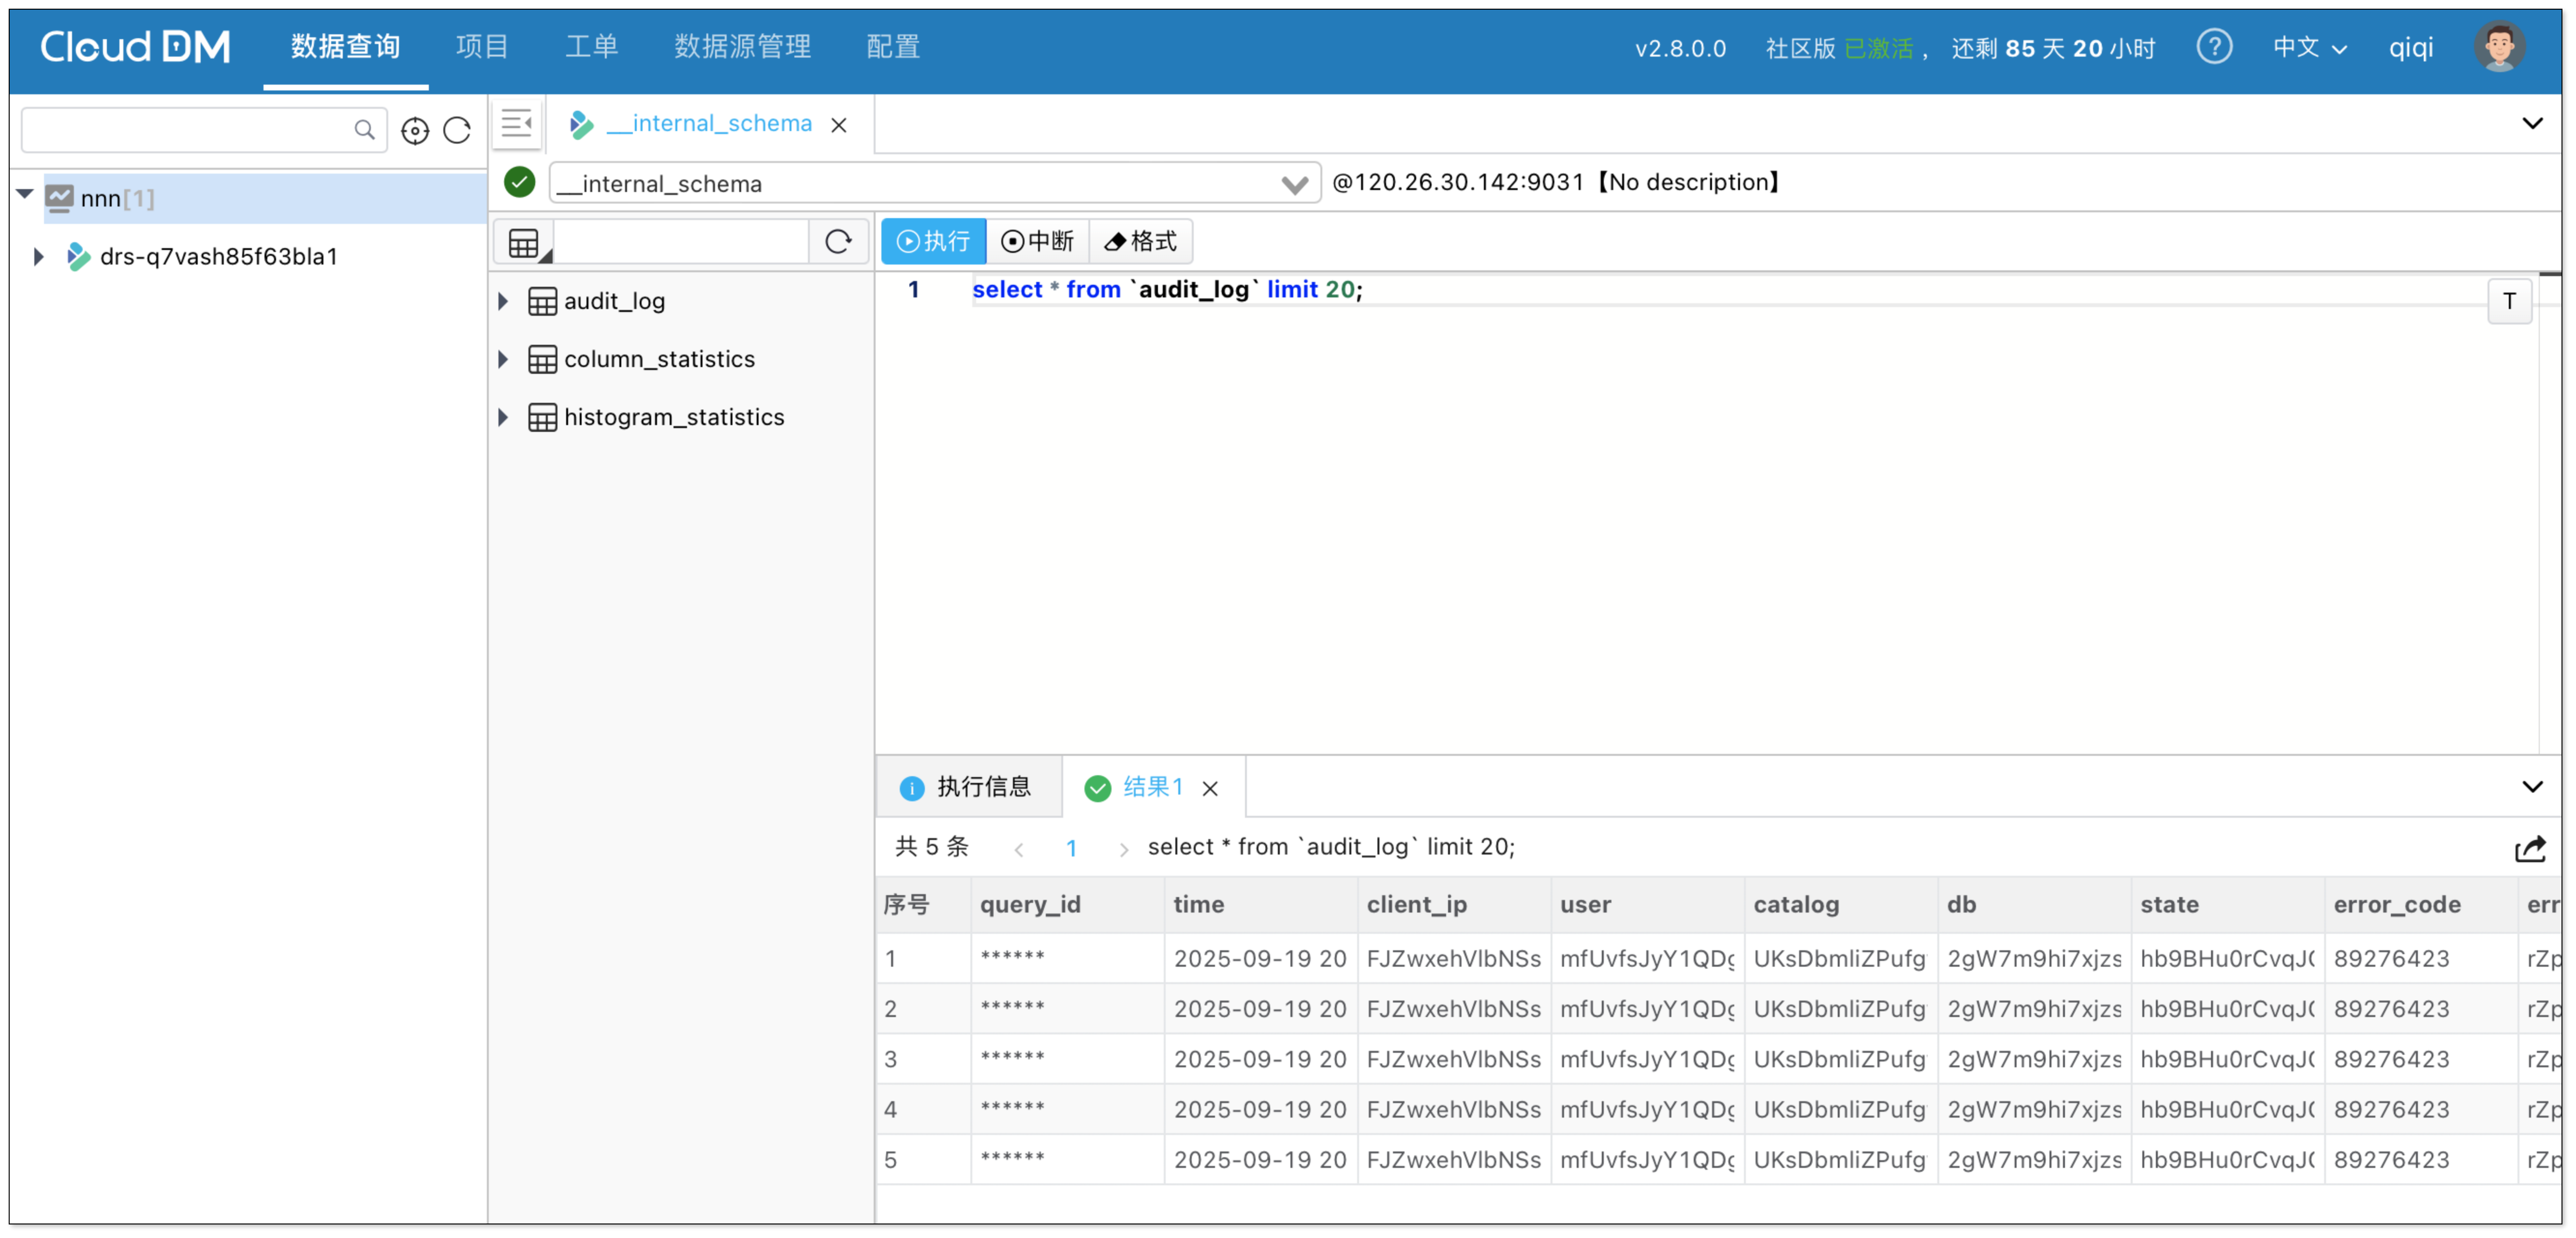 Cloud DM 数据查询 项目 工单 数据源管理 配置 v2.8.0.0 社区版 已激活 ， 还剩 85 天 20 小时 ? 中文 qiqi
__internal_schema
__internal_schema @120.26.30.142:9031【No description】
nnn[1]
drs-q7vash85f63bla1
执行 中断 格式
audit_log
column_statistics
histogram_statistics
1 select * from `audit_log` limit 20;
T
执行信息 结果1
共 5 条 < 1 > select * from `audit_log` limit 20;
序号 query_id time client_ip user catalog db state error_code err
1 ****** 2025-09-19 20 FJZwxehVlbNSs mfUvfsJyY1QDg UKsDbmliZPufg 2gW7m9hi7xjzs hb9BHu0rCvqJ 89276423 rZp
2 ****** 2025-09-19 20 FJZwxehVlbNSs mfUvfsJyY1QDg UKsDbmliZPufg 2gW7m9hi7xjzs hb9BHu0rCvqJ 89276423 rZp
3 ****** 2025-09-19 20 FJZwxehVlbNSs mfUvfsJyY1QDg UKsDbmliZPufg 2gW7m9hi7xjzs hb9BHu0rCvqJ 89276423 rZp
4 ****** 2025-09-19 20 FJZwxehVlbNSs mfUvfsJyY1QDg UKsDbmliZPufg 2gW7m9hi7xjzs hb9BHu0rCvqJ 89276423 rZp
5 ****** 2025-09-19 20 FJZwxehVlbNSs mfUvfsJyY1QDg UKsDbmliZPufg 2gW7m9hi7xjzs hb9BHu0rCvqJ 89276423 rZp